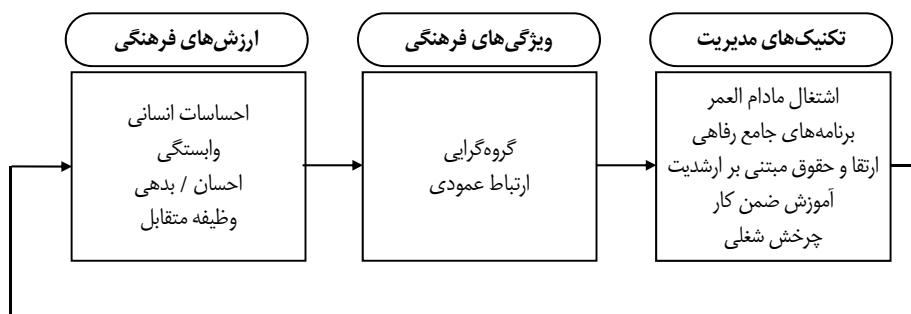 ارزش‌های فرهنگی
احساسات انسانی
وابستگی
احسان / بدهی
وظیفه متقابل
ویژگی‌های فرهنگی
گروه‌گرایی
ارتباط عمودی
تکنیک‌های مدیریت
اشتغال مادام العمر
برنامه‌های جامع رفاهی
ارتقا و حقوق مبتنی بر ارشدیت
آموزش ضمن کار
چرخش شغلی